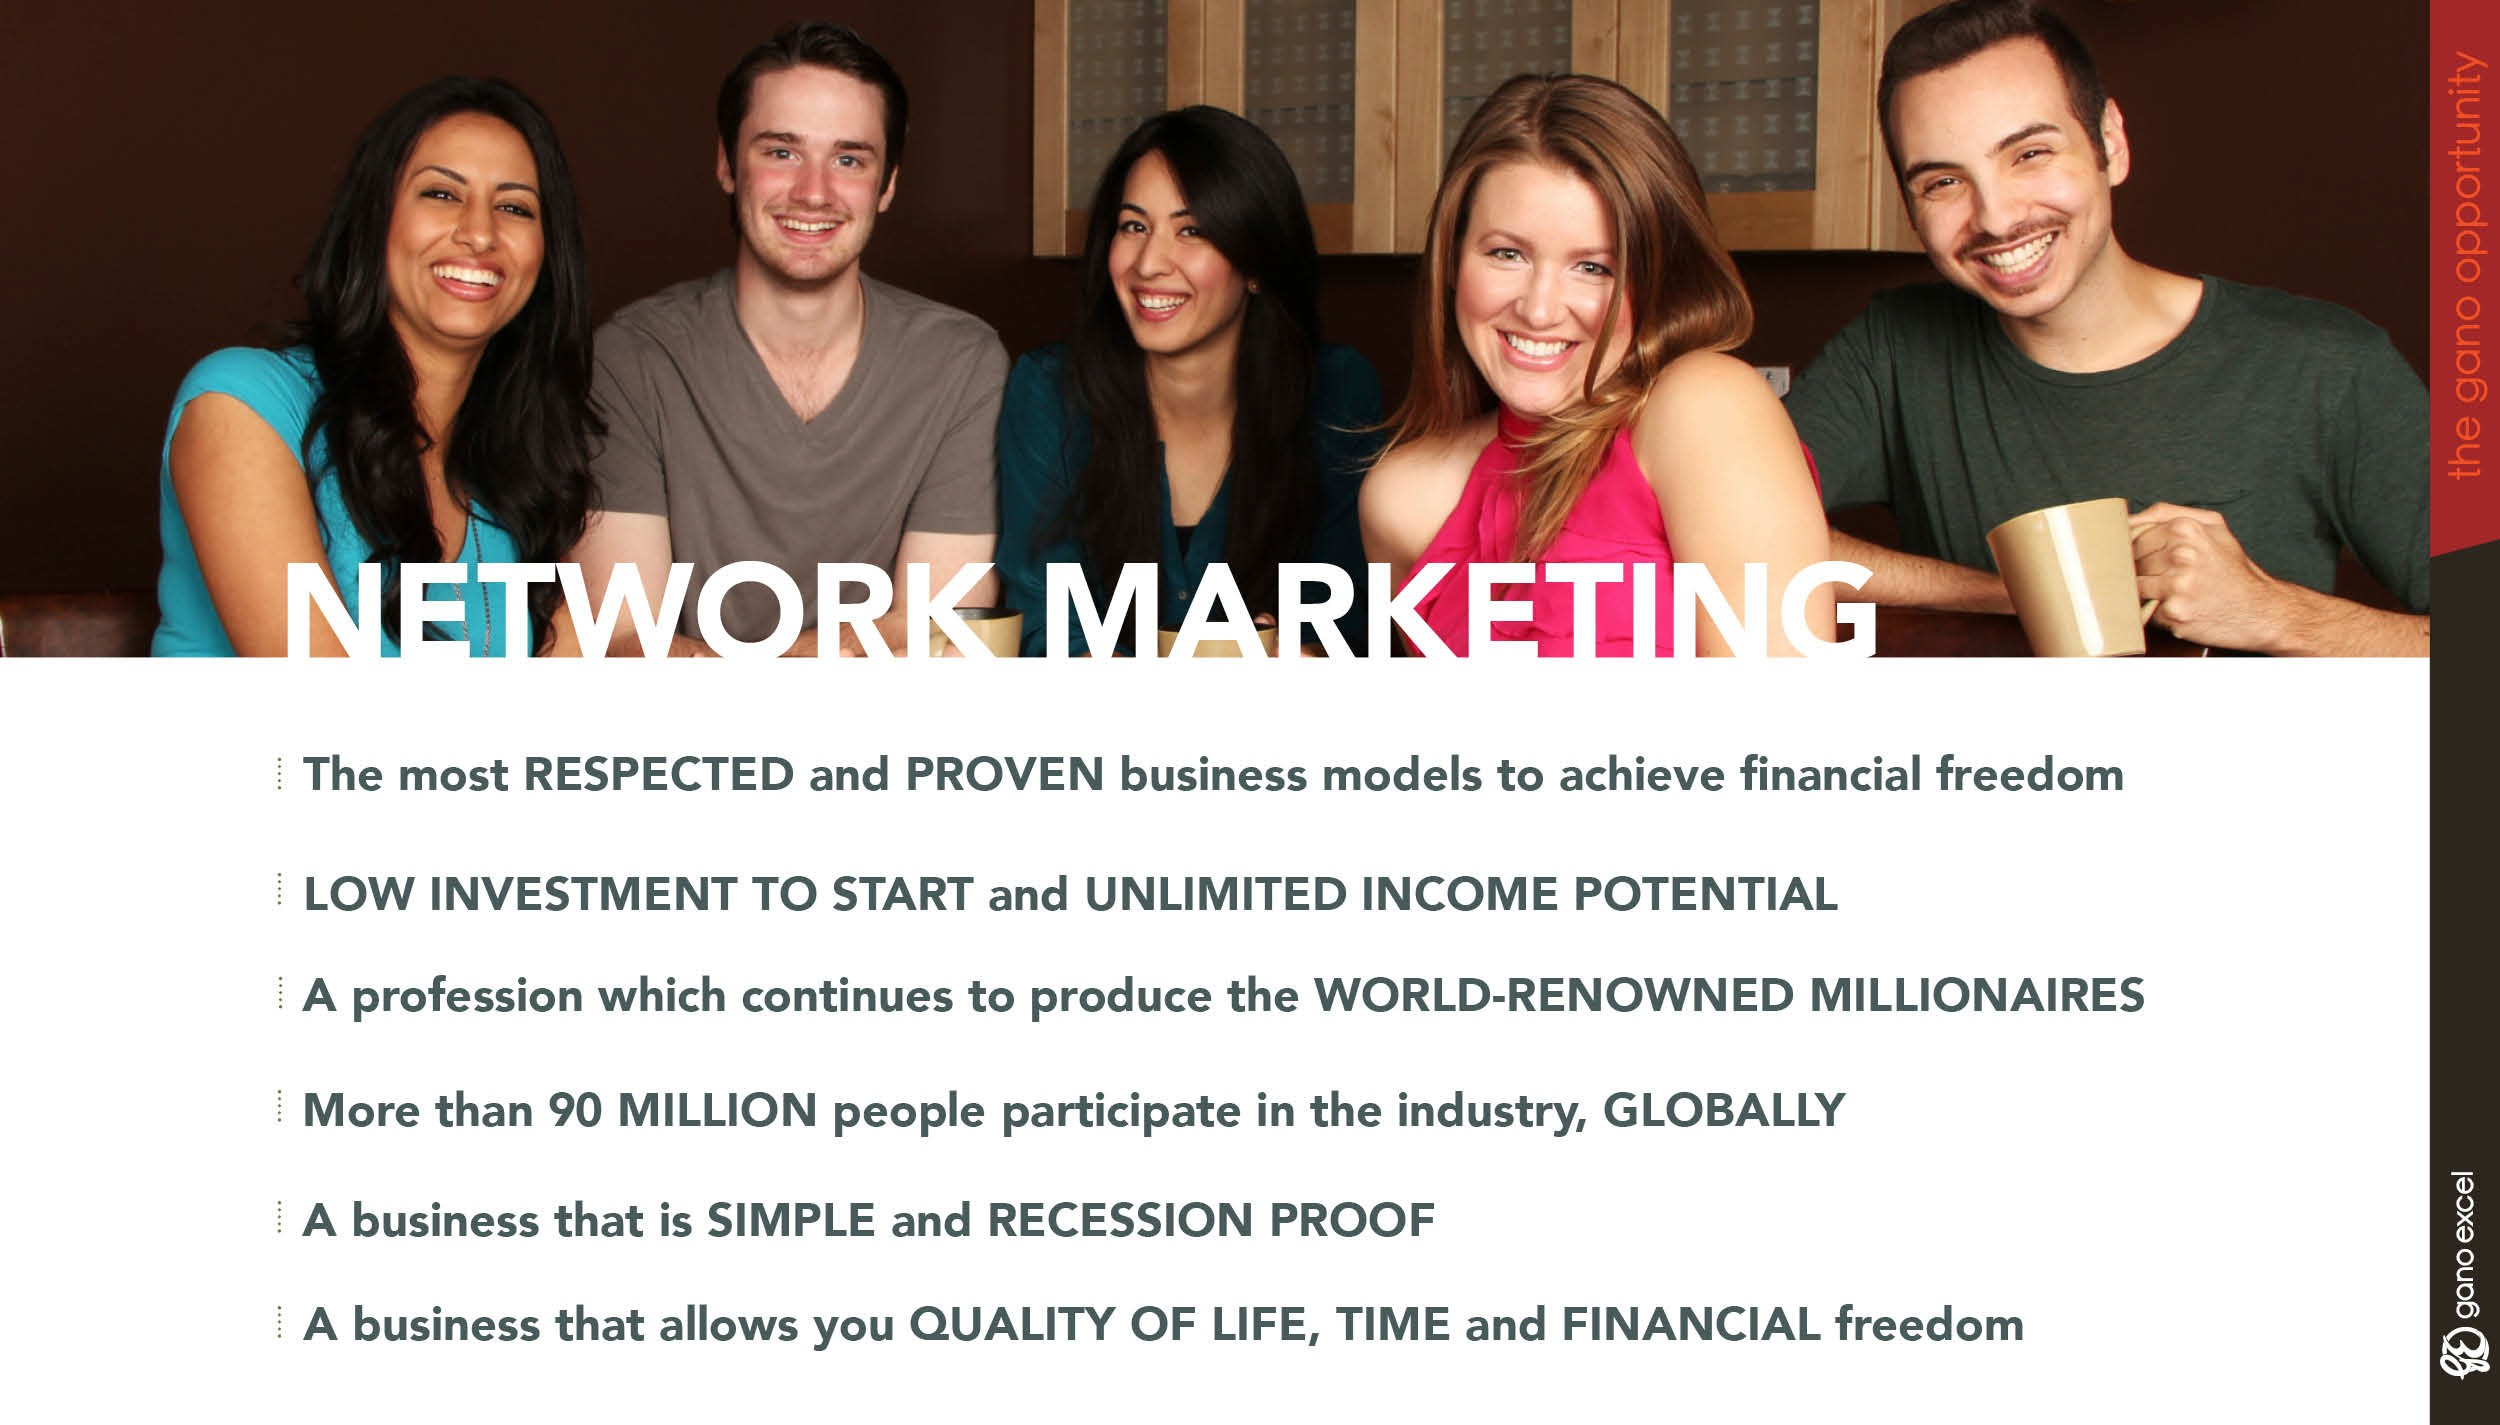 the gano opportunity
NETWORK MARKETING
The most RESPECTED and PROVEN business models to achieve financial freedom
LOW INVESTMENT TO START and UNLIMITED INCOME POTENTIAL
A profession which continues to produce the WORLD-RENOWNED MILLIONAIRES
More than 90 MILLION people participate in the industry, GLOBALLY
A business that is SIMPLE and RECESSION PROOF
A business that allows you QUALITY OF LIFE, TIME and FINANCIAL freedom
gano excel